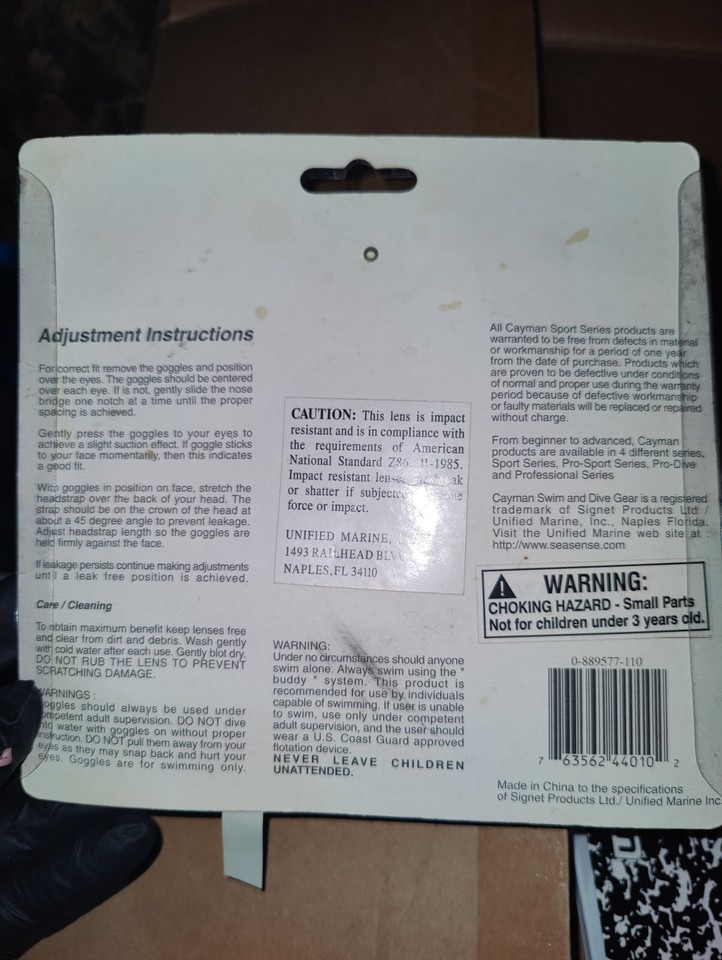 Adjustment Instructions
For correct fit remove the goggles and position
over the eyes. The goggles should be centered
over each eye. If is not, gently slide the nose
bridge one notch at a time until the proper
spacing is achieved.
Gently press the goggles to your eyes to
achieve a slight suction effect. If goggle sticks
to your face momentarily, then this indicates
a good fit.
With goggles in position on face, stretch the
headstrap over the back of your head. The
strap should be on the crown of the head at
about a 45 degree angle to prevent leakage.
Adjust headstrap length so the goggles are
held firmly against the face.
If leakage persists continue making adjustments
until a leak free position is achieved.
Care / Cleaning
To obtain maximum benefit keep lenses free
and clear from dirt and debris. Wash gently
with cold water after each use. Gently blot dry.
DO NOT RUB THE LENS TO PREVENT
SCRATCHING DAMAGE.
WARNINGS :
goggles should always be used under
competent adult supervision. DO NOT dive
into water with goggles on without proper
instruction. DO NOT pull them away from your
eyes as they may snap back and hurt your
eyes. Goggles are for swimming only.
CAUTION: This lens is impact
resistant and is in compliance with
the requirements of American
National Standard -1985.
Impact resistant
or shatter if
force or impact.
UNIFIED MARINE,
1493 RAILHEAD
NAPLES, FL 34110
WARNING:
Under no circumstances should anyone
swim alone. Always swim using the "
buddy " system. This product is
recommended for use by individuals
capable of swimming. If user is unable
to swim, use only under competent
adult supervision, and the user should
wear a U.S. Coast Guard approved
flotation device.
NEVER LEAVE CHILDREN
UNATTENDED.
All Cayman Sport Series products are
warranted to be free from defects in material
or workmanship for a period of one year
from the date of purchase. Products which
are proven to be defective under conditions
of normal and proper use during the warranty
period because of defective workmanship
or faulty materials will be replaced or repaired
without charge.
From beginner to advanced, Cayman
products are available in 4 different series,
Sport Series, Pro-Sport Series, Pro-Dive
and Professional Series
Cayman Swim and Dive Gear is a registered
trademark of Signet Products Ltd /
Unified Marine, Inc., Naples Florida.
Visit the Unified Marine web site at :
http://www.seasense.com
WARNING:
CHOKING HAZARD - Small Parts
Not for children under 3 years old.
0-889577-110
7 63562 44010 2
Made in China to the specifications
of Signet Products Ltd./ Unified Marine Inc